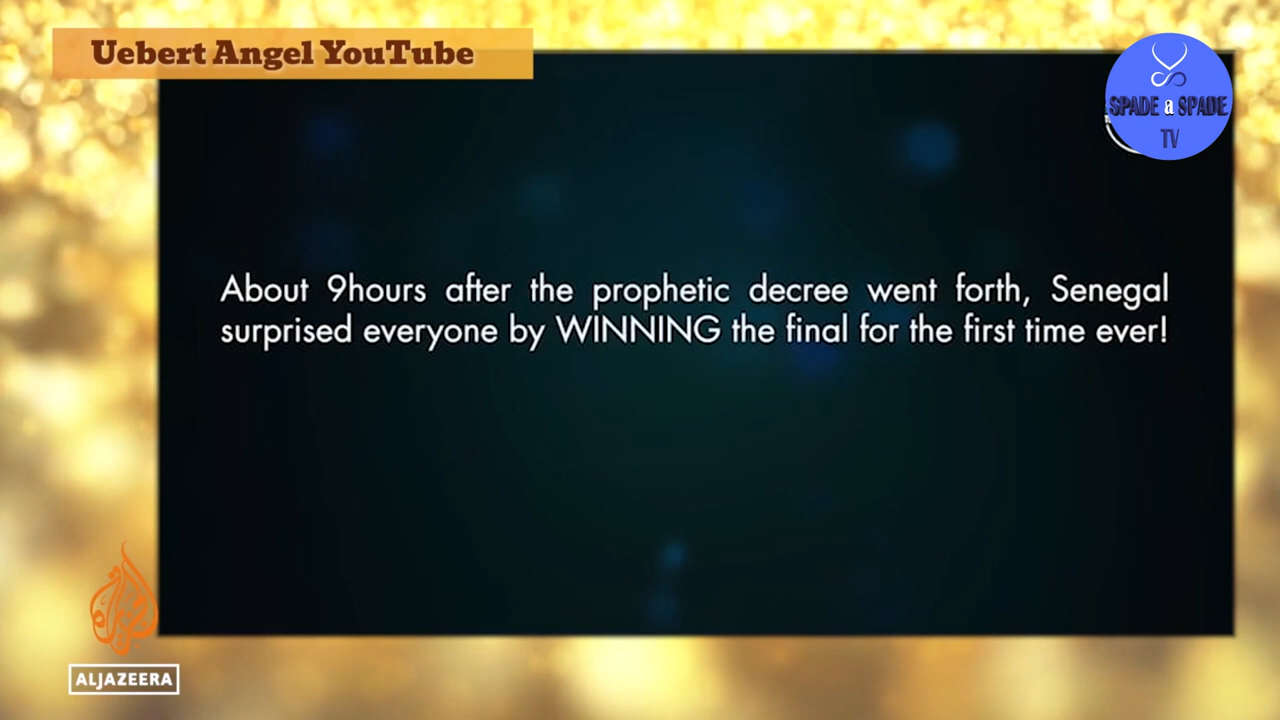 Uebert Angel YouTube
SPADE a SPADE
TV
About 9hours after the prophetic decree went forth, Senegal
surprised everyone by WINNING the final for the first time ever!
ALJAZEERA